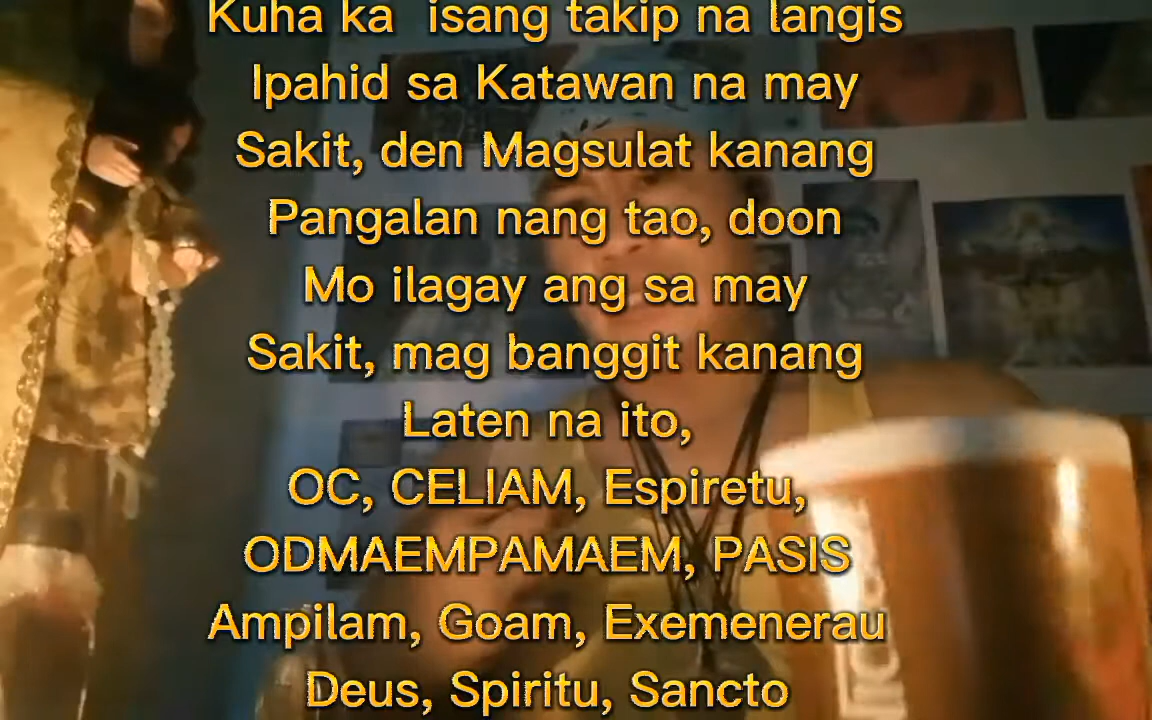 Kuha ka isang takip na langis
Ipahid sa Katawan na may
Sakit, den Magsulat kanang
Pangalan nang tao, doon
Mo ilagay ang sa may
Sakit, mag banggit kanang
Laten na ito,
OC, CELIAM, Espiretu,
ODMAEMPAMAEM, PASIS
Ampilam, Goam, Exemenerau
Deus, Spiritu, Sancto